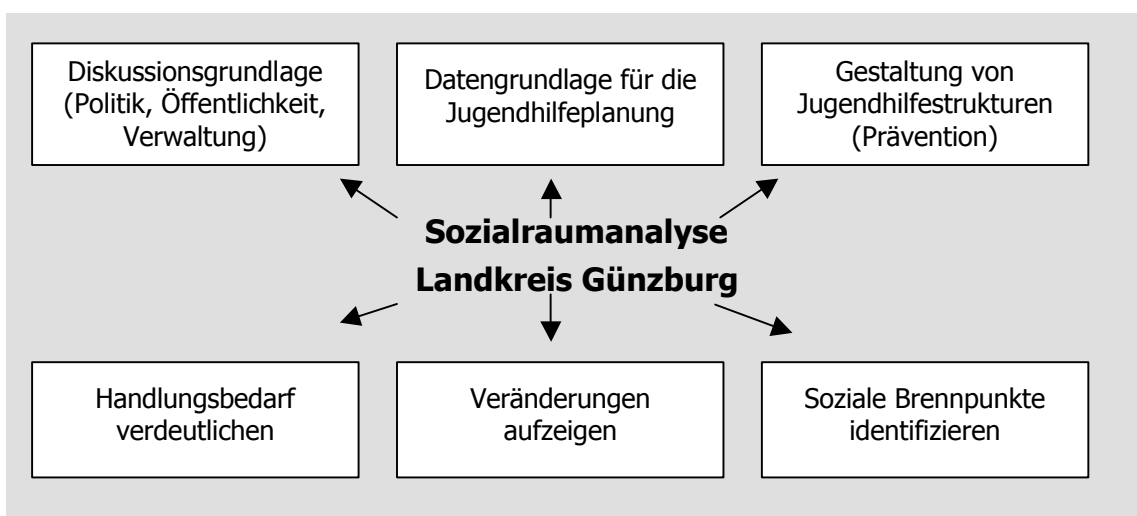 Diskussionsgrundlage
(Politik, Öffentlichkeit,
Verwaltung)
Datengrundlage für die
Jugendhilfeplanung
Gestaltung von
Jugendhilfestrukturen
(Prävention)
Sozialraumanalyse
Landkreis Günzburg
Handlungsbedarf
verdeutlichen
Veränderungen
aufzeigen
Soziale Brennpunkte
identifizieren